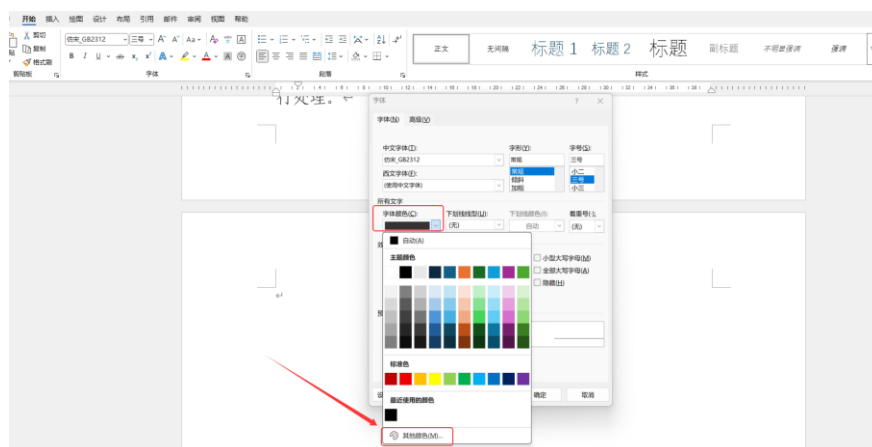 开始 插入 绘图 设计 布局 引用 邮件 审阅 视图 帮助
剪切
复制
格式刷
剪贴板
仿宋_GB2312 三号
字体
段落
正文 无间隔 标题 1 标题 2 标题 副标题 不明显强调 强调
样式
行处理。
字体
字体(N) 高级(V)
中文字体(T): 字形(Y): 字号(S):
仿宋_GB2312 常规 三号
西文字体(F): 常规 小二
(使用中文字体) 倾斜 三号
加粗 小三
所有文字
字体颜色(C): 下划线线型(U): 下划线颜色(I): 着重号(·):
(无) 自动 (无)
自动(A)
主题颜色
小型大写字母(M)
全部大写字母(A)
隐藏(H)
标准色
最近使用的颜色
确定 取消
其他颜色(M)...